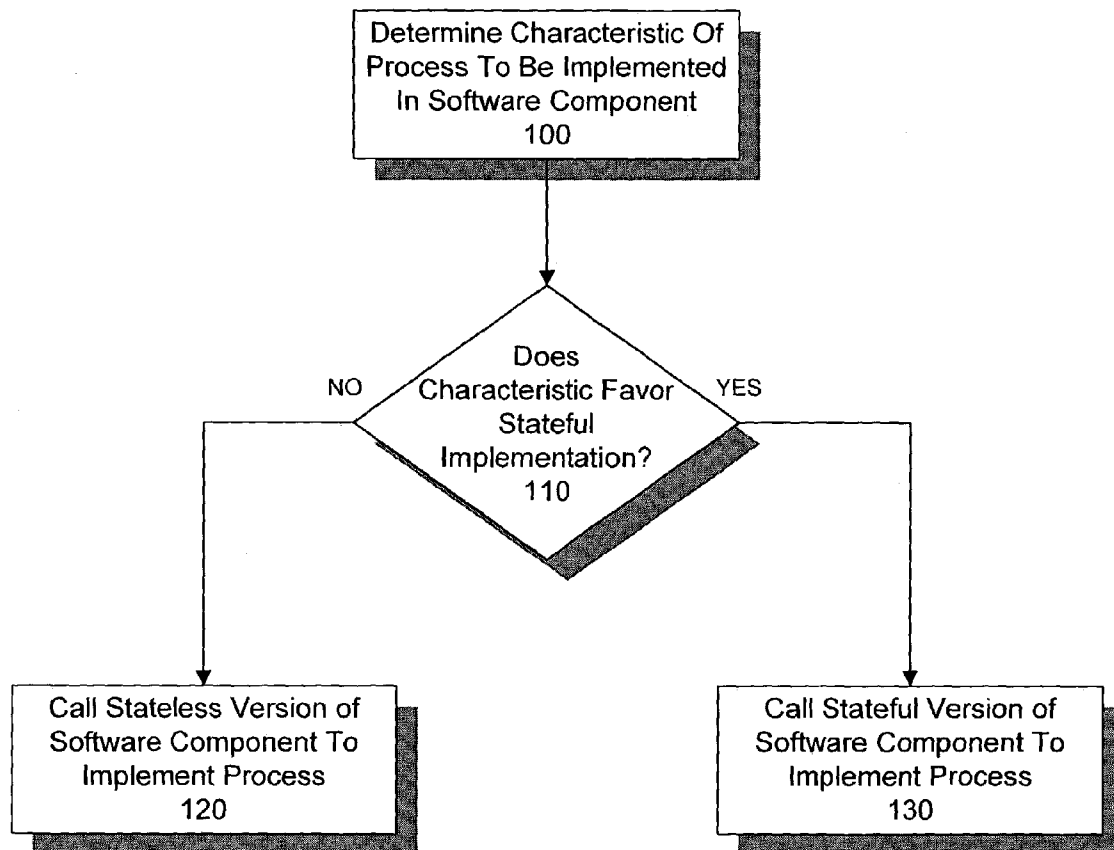 Determine Characteristic Of
Process To Be Implemented
In Software Component
100
Does
Characteristic Favor
Stateful
Implementation?
110
NO
YES
Call Stateless Version of
Software Component To
Implement Process
120
Call Stateful Version of
Software Component To
Implement Process
130